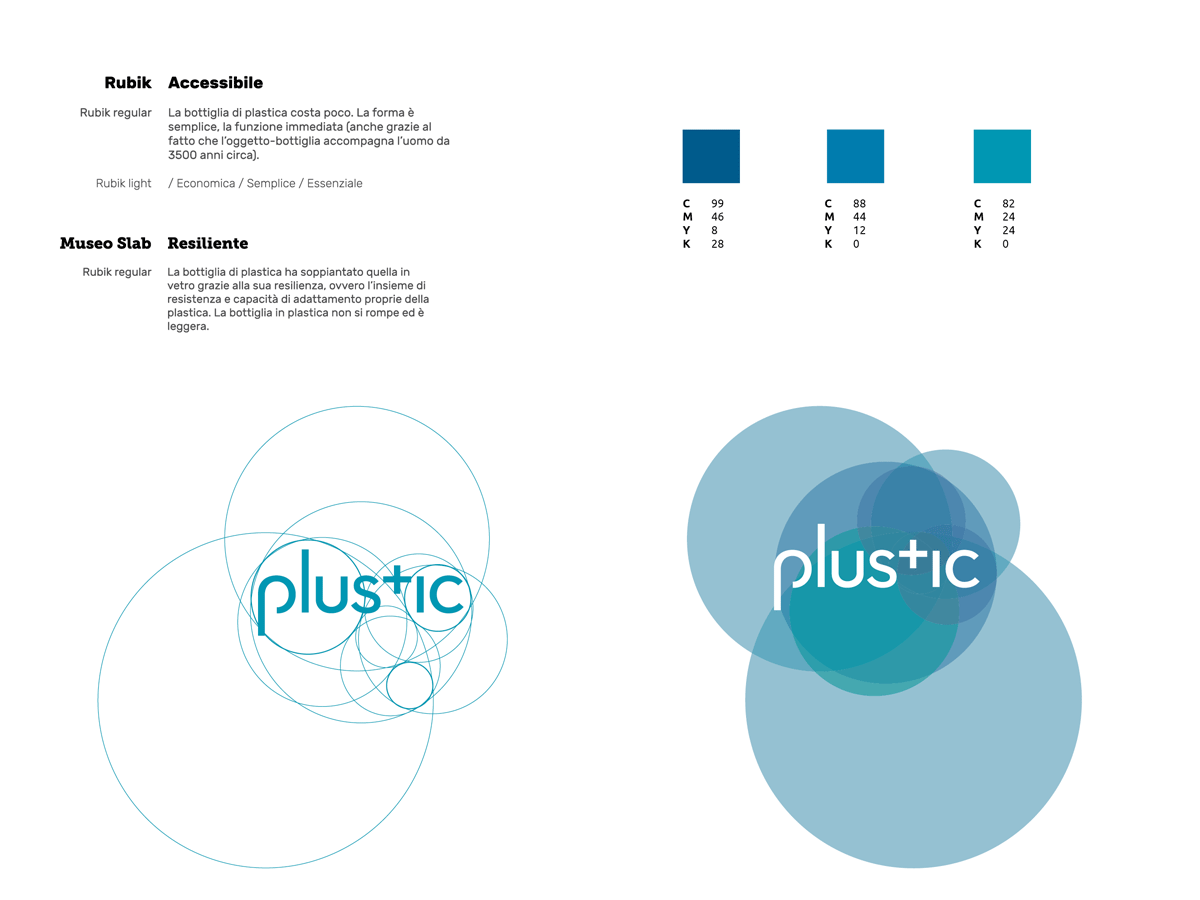 Rubik Accessibile
Rubik regular La bottiglia di plastica costa poco. La forma è
semplice, la funzione immediata (anche grazie al
fatto che l'oggetto-bottiglia accompagna l'uomo da
3500 anni circa).
Rubik light / Economica / Semplice / Essenziale
Museo Slab Resiliente
Rubik regular La bottiglia di plastica ha soppiantato quella in
vetro grazie alla sua resilienza, ovvero l'insieme di
resistenza e capacità di adattamento proprie della
plastica. La bottiglia in plastica non si rompe ed è
leggera.
C 99
M 46
Y 8
K 28
C 88
M 44
Y 12
K 0
C 82
M 24
Y 24
K 0
plus+ic
plus+ic